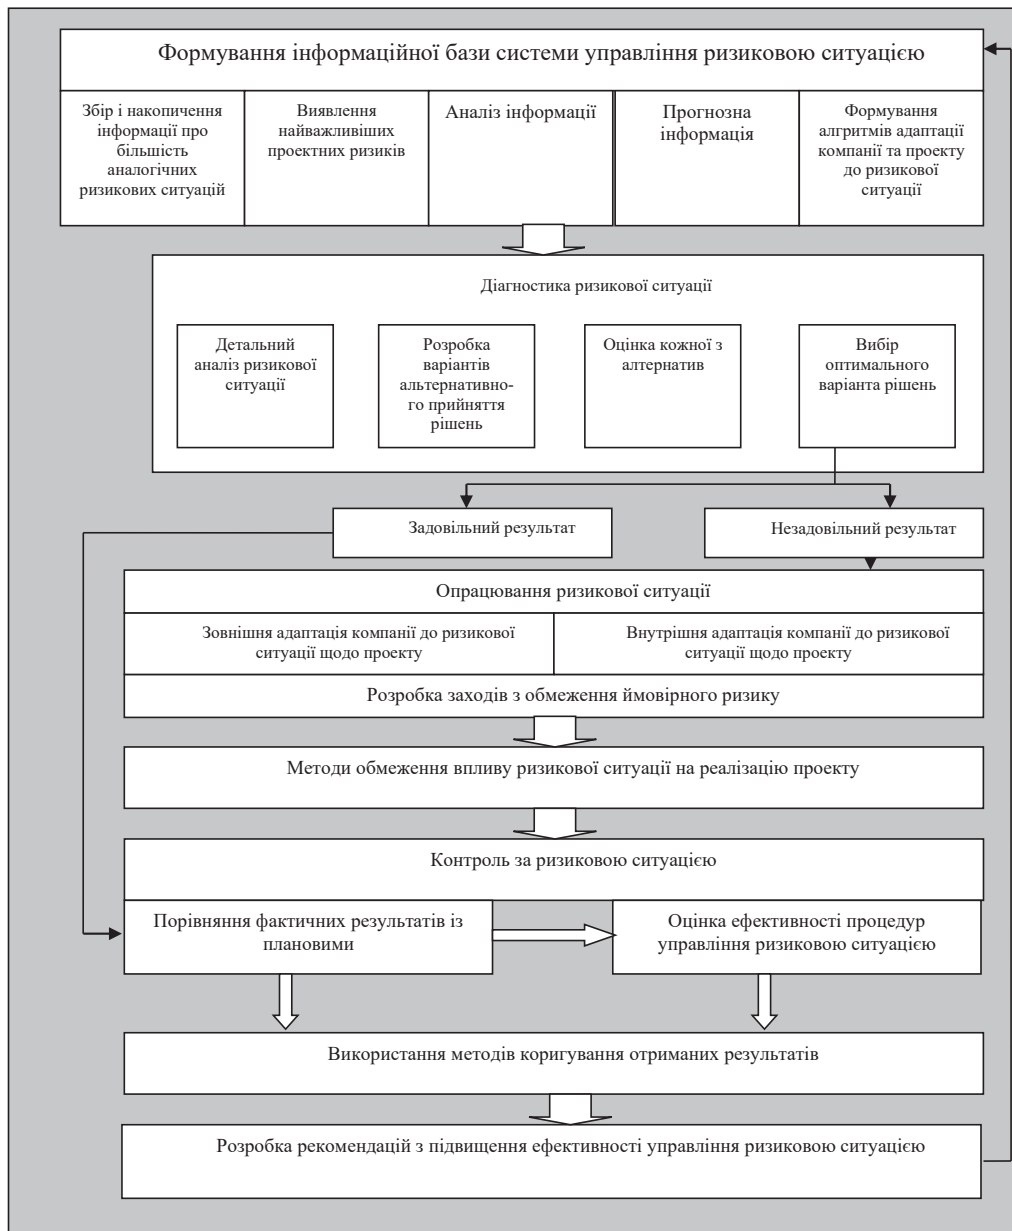 Формування інформаційної бази системи управління ризиковою ситуацією
Збір і накопичення
інформації про
більшість
аналогічних
ризикових ситуацій
Виявлення
найважливіших
проектних ризиків
Аналіз інформації
Прогнозна
інформація
Формування
алгритмів адаптації
компанії та проекту
до ризикової
ситуації
Діагностика ризикової ситуації
Детальний
аналіз ризикової
ситуації
Розробка
варіантів
альтернативно-
го прийняття
рішень
Оцінка кожної з
алтернатив
Вибір
оптимального
варіанта рішень
Задовільний результат
Незадовільний результат
Опрацювання ризикової ситуації
Зовнішня адаптація компанії до ризикової
ситуації щодо проекту
Внутрішня адаптація компанії до ризикової
ситуації щодо проекту
Розробка заходів з обмеження ймовірного ризику
Методи обмеження впливу ризикової ситуації на реалізацію проекту
Контроль за ризиковою ситуацією
Порівняння фактичних результатів із
плановими
Оцінка ефективності процедур
управління ризиковою ситуацією
Використання методів коригування отриманих результатів
Розробка рекомендацій з підвищення ефективності управління ризиковою ситуацією